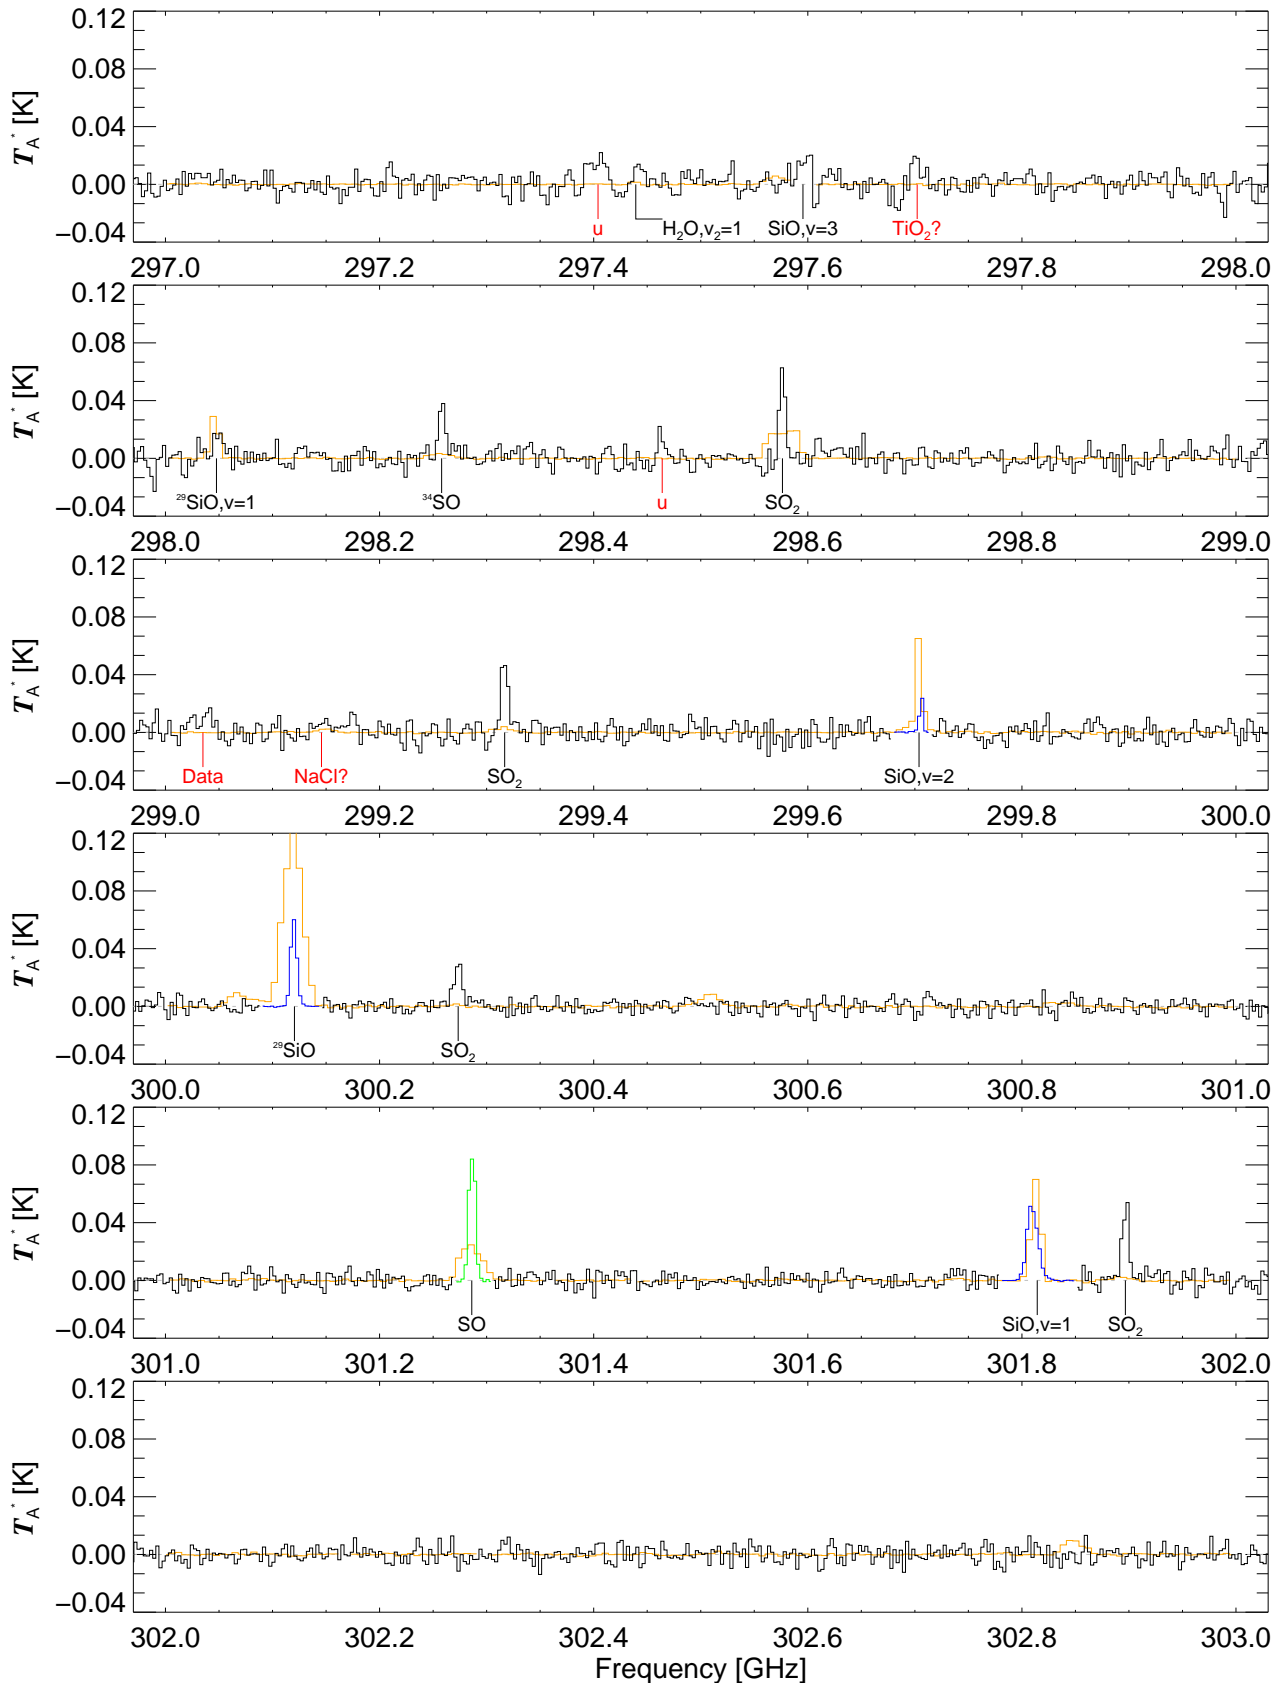 0.12
0.08
0.04
0.00
−0.04
T_A^* [K]
u
H₂O,v₂=1
SiO,v=3
TiO₂?
297.0 297.2 297.4 297.6 297.8 298.0
0.12
0.08
0.04
0.00
−0.04
T_A^* [K]
²⁹SiO,v=1
³⁴SO
u
SO₂
298.0 298.2 298.4 298.6 298.8 299.0
0.12
0.08
0.04
0.00
−0.04
T_A^* [K]
Data
NaCl?
SO₂
SiO,v=2
299.0 299.2 299.4 299.6 299.8 300.0
0.12
0.08
0.04
0.00
−0.04
T_A^* [K]
²⁹SiO
SO₂
300.0 300.2 300.4 300.6 300.8 301.0
0.12
0.08
0.04
0.00
−0.04
T_A^* [K]
SO
SiO,v=1
SO₂
301.0 301.2 301.4 301.6 301.8 302.0
0.12
0.08
0.04
0.00
−0.04
T_A^* [K]
302.0 302.2 302.4 302.6 302.8 303.0
Frequency [GHz]